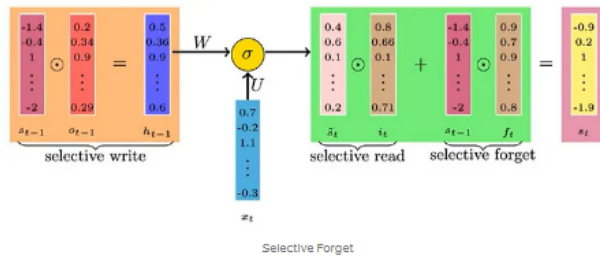 -1.4 0.2 0.5 0.4 0.8 -1.4 0.9 -0.9
-0.4 0.34 0.36 W 0.6 0.66 -0.4 0.7 0.2
1 0.9 0.9 σ 0.1 0.1 1 0.9 1
⋮ ⊙ ⋮ = ⋮ ⋮ ⊙ ⋮ + ⋮ ⊙ ⋮ = ⋮
-2 0.29 0.6 U 0.2 0.71 -2 0.8 -1.9
s_{t−1} o_{t−1} h_{t−1} s̃_t i_t s_{t−1} f_t s_t
selective write selective read selective forget
0.7
-0.2
1.1
⋮
-0.3
x_t
Selective Forget